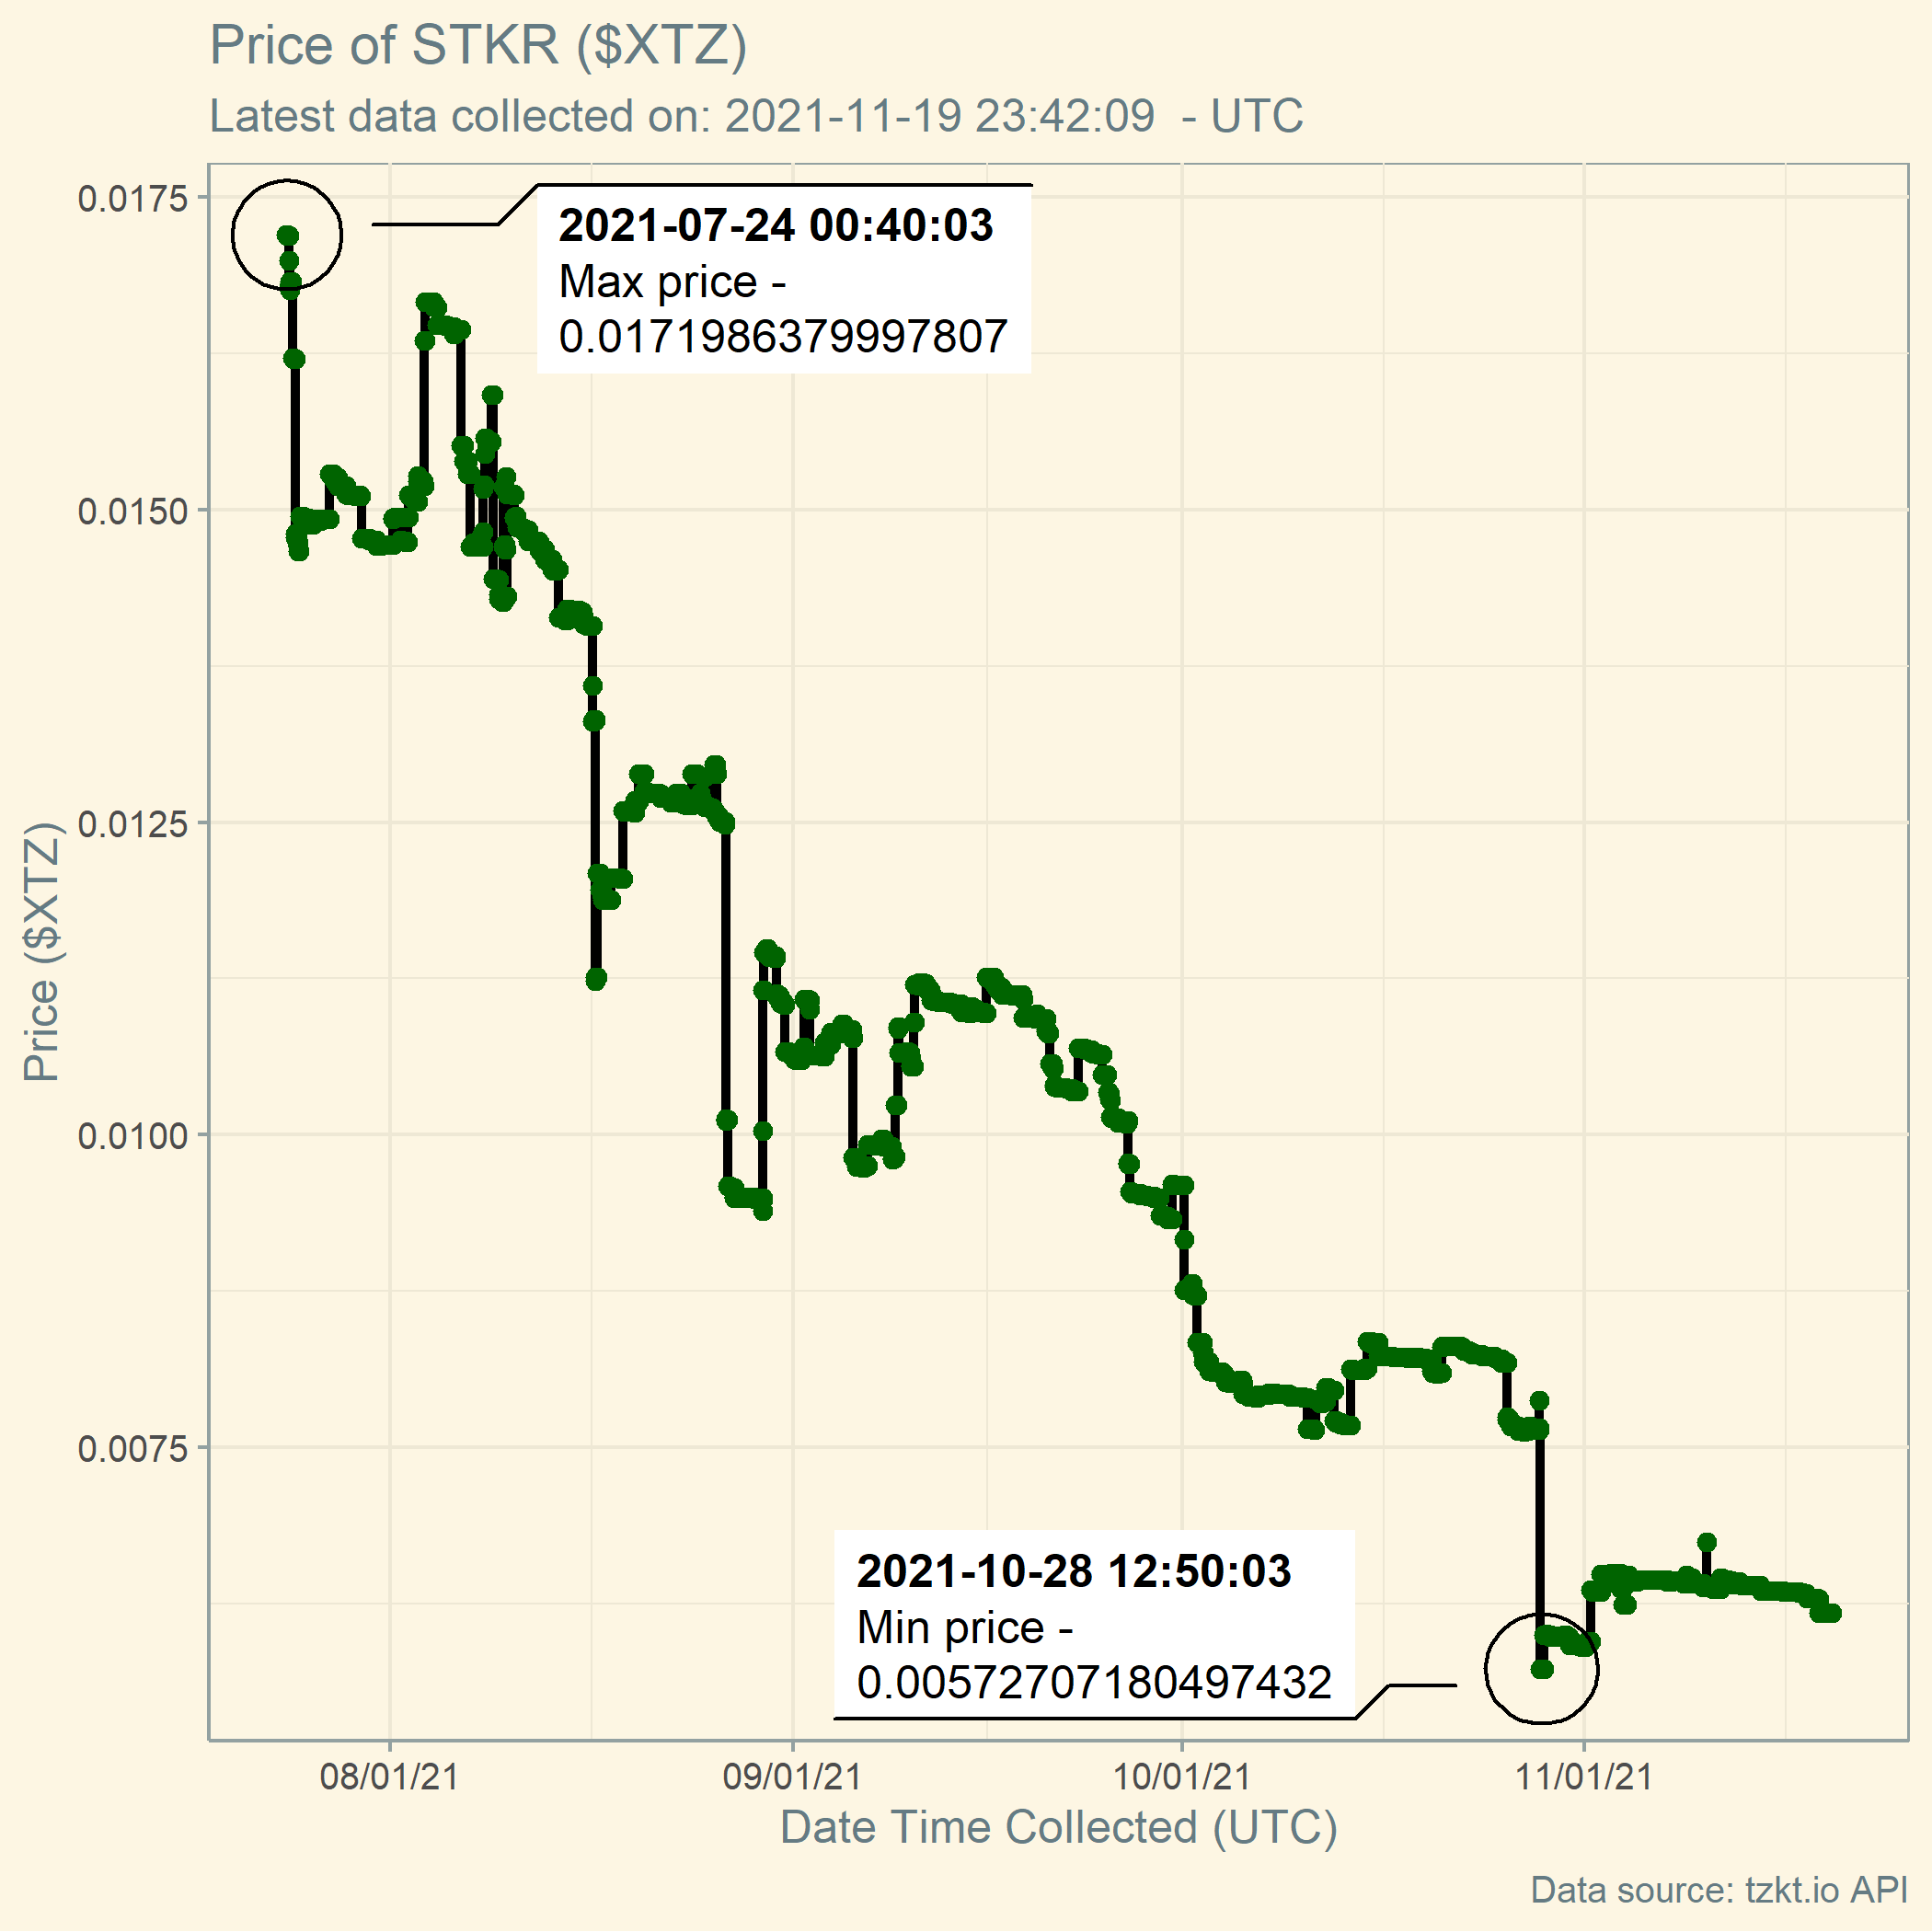 Price of STKR ($XTZ)
Latest data collected on: 2021-11-19 23:42:09  - UTC
0.0175
0.0150
0.0125
0.0100
0.0075
Price ($XTZ)
2021-07-24 00:40:03
Max price -
0.0171986379997807
2021-10-28 12:50:03
Min price -
0.00572707180497432
08/01/21
09/01/21
10/01/21
11/01/21
Date Time Collected (UTC)
Data source: tzkt.io API